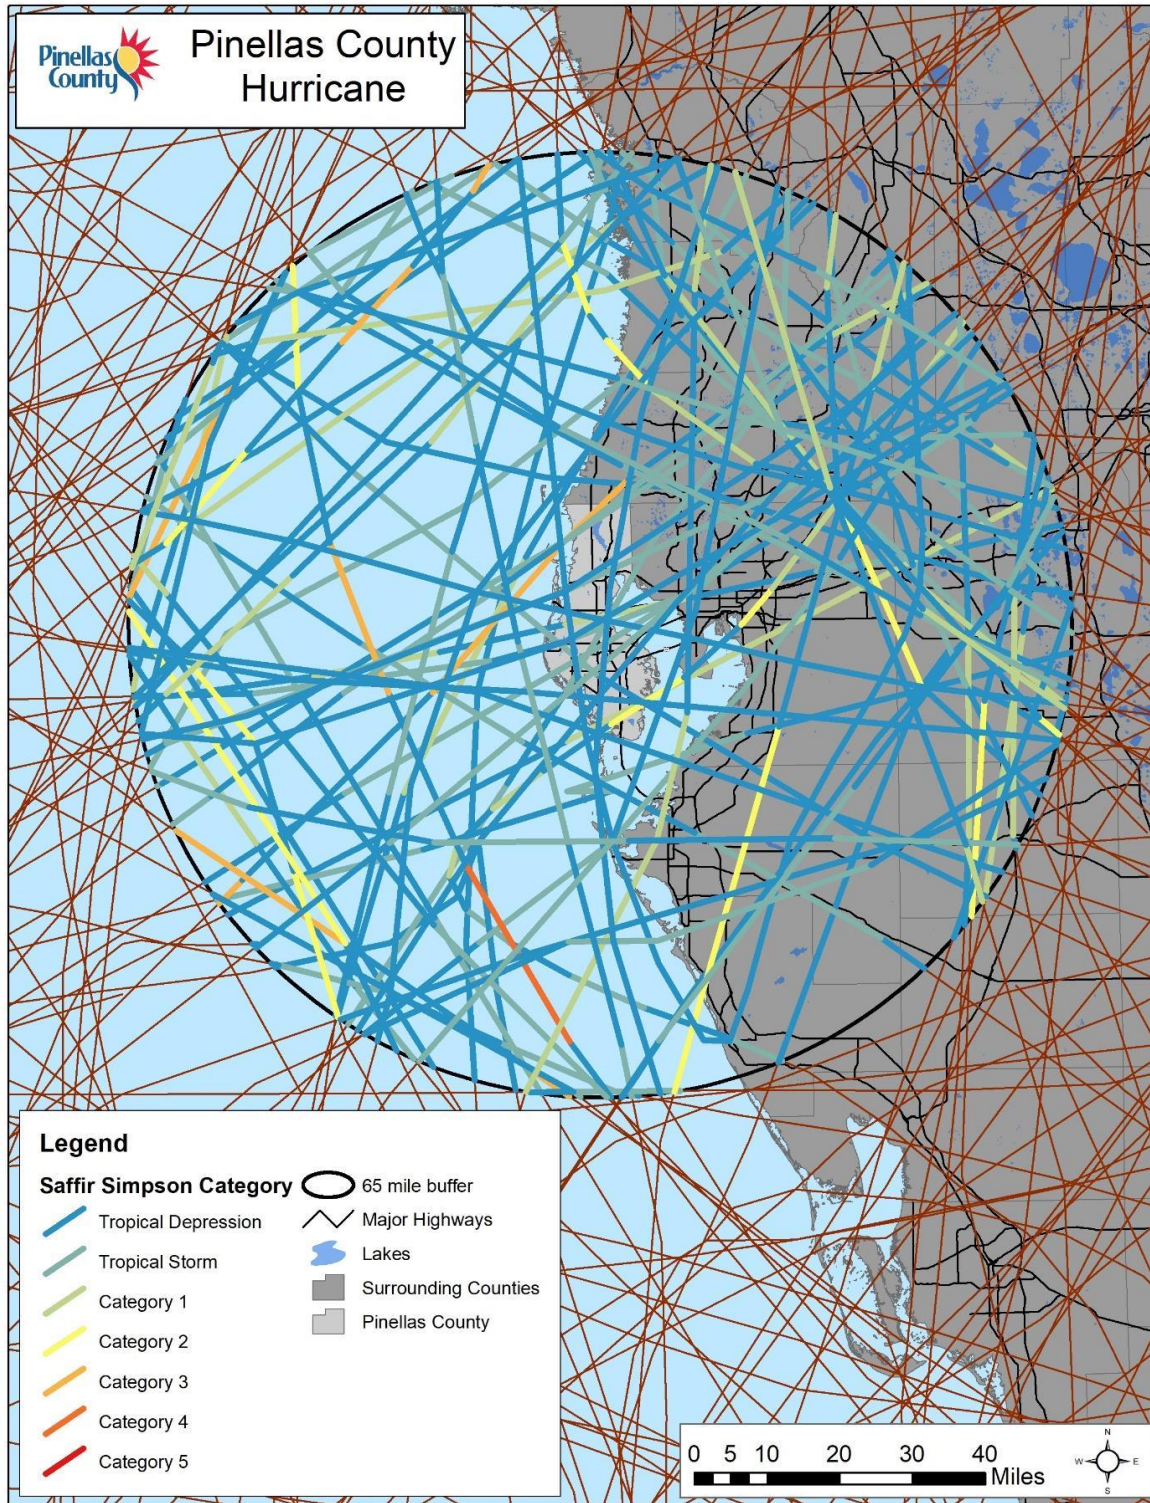 Pinellas
County
Pinellas County
Hurricane
Legend
Saffir Simpson Category
Tropical Depression
Tropical Storm
Category 1
Category 2
Category 3
Category 4
Category 5
65 mile buffer
Major Highways
Lakes
Surrounding Counties
Pinellas County
0 5 10 20 30 40
Miles
N
W E
S